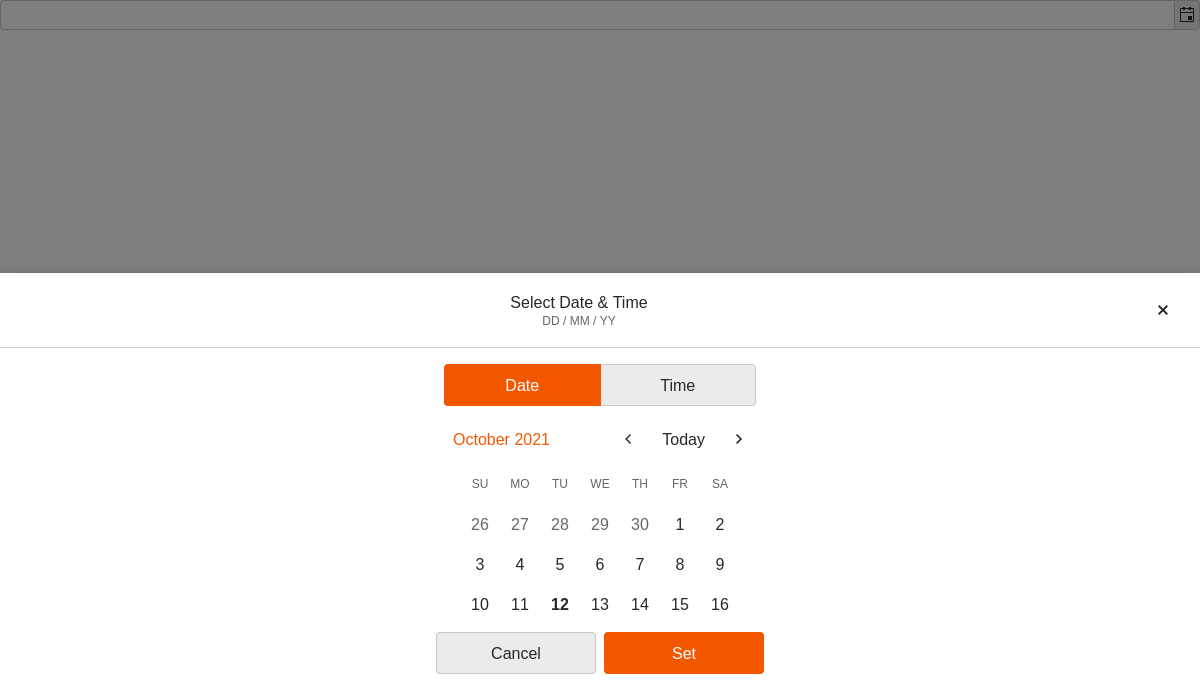 Select Date & Time
DD / MM / YY
Date Time
October 2021 Today
SU MO TU WE TH FR SA
26 27 28 29 30 1 2
3 4 5 6 7 8 9
10 11 12 13 14 15 16
Cancel Set